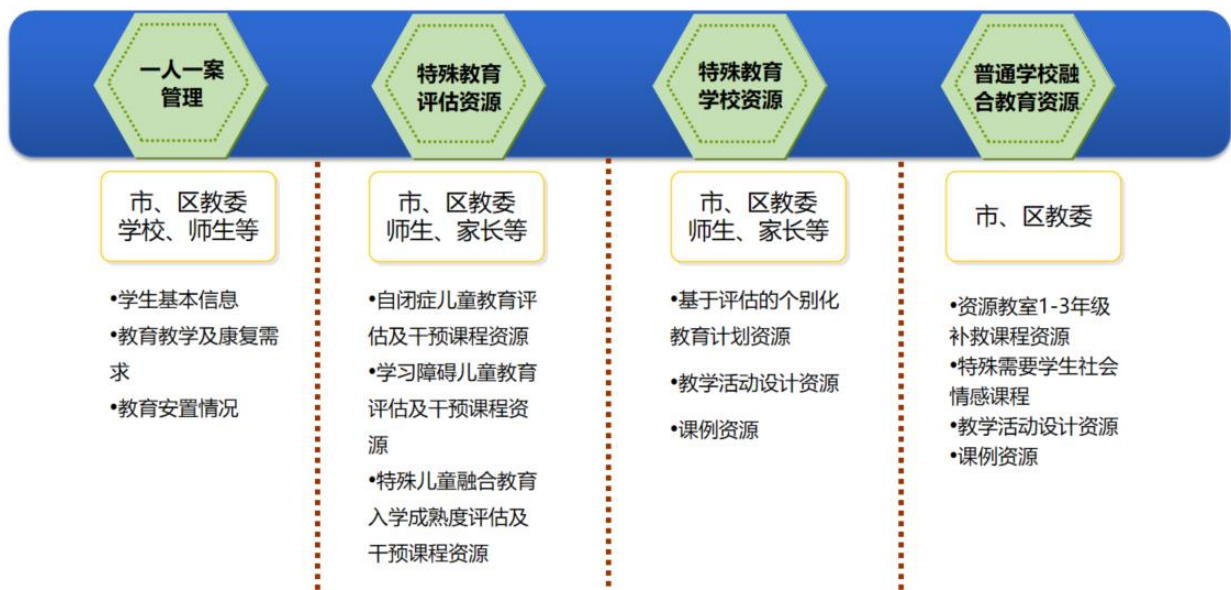 一人一案
管理
特殊教育
评估资源
特殊教育
学校资源
普通学校融
合教育资源
市、区教委
学校、师生等
市、区教委
师生、家长等
市、区教委
师生、家长等
市、区教委
•学生基本信息
•教育教学及康复需
求
•教育安置情况
•自闭症儿童教育评
估及干预课程资源
•学习障碍儿童教育
评估及干预课程资
源
•特殊儿童融合教育
入学成熟度评估及
干预课程资源
•基于评估的个别化
教育计划资源
•教学活动设计资源
•课例资源
•资源教室1-3年级
补救课程资源
•特殊需要学生社会
情感课程
•教学活动设计资源
•课例资源